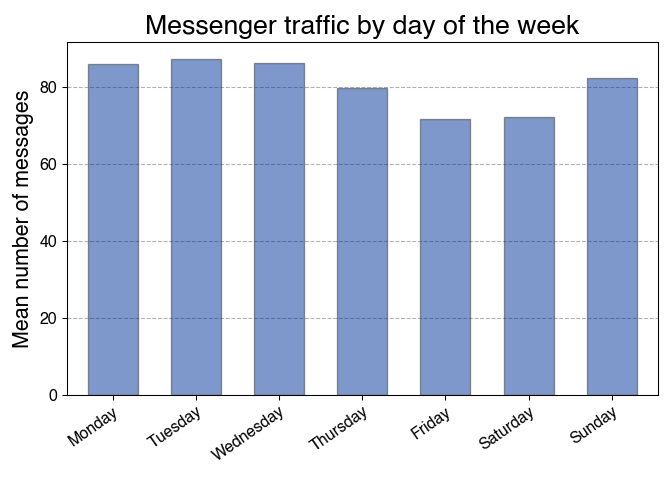 Messenger traffic by day of the week
Mean number of messages
80
60
40
20
0
Monday
Tuesday
Wednesday
Thursday
Friday
Saturday
Sunday